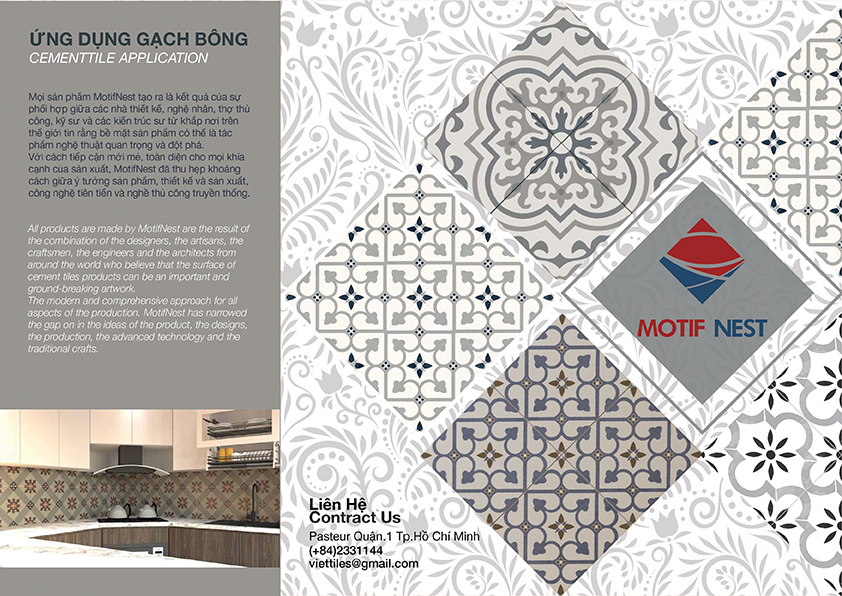 ỨNG DỤNG GẠCH BÔNG
CEMENTTILE APPLICATION
Mọi sản phẩm MotifNest tạo ra là kết quả của sự
phối hợp giữa các nhà thiết kế, nghệ nhân, thợ thủ
công, kỹ sư và các kiến trúc sư từ khắp nơi trên
thế giới tin rằng bề mặt sản phẩm có thể là tác
phẩm nghệ thuật quan trọng và đột phá.
Với cách tiếp cận mới mẻ, toàn diện cho mọi khía
cạnh của sản xuất, MotifNest đã thu hẹp khoảng
cách giữa ý tưởng sản phẩm, thiết kế và sản xuất,
công nghệ tiên tiến và nghề thủ công truyền thống.
All products are made by MotifNest are the result of
the combination of the designers, the artisans, the
craftsmen, the engineers and the architects from
around the world who believe that the surface of
cement tiles products can be an important and
ground-breaking artwork.
The modern and comprehensive approach for all
aspects of the production. MotifNest has narrowed
the gap on in the ideas of the product, the designs,
the production, the advanced technology and the
traditional crafts.
MOTIF NEST
Liên Hệ
Contract Us
Pasteur Quận.1 Tp.Hồ Chí Minh
(+84)2331144
viettiles@gmail.com